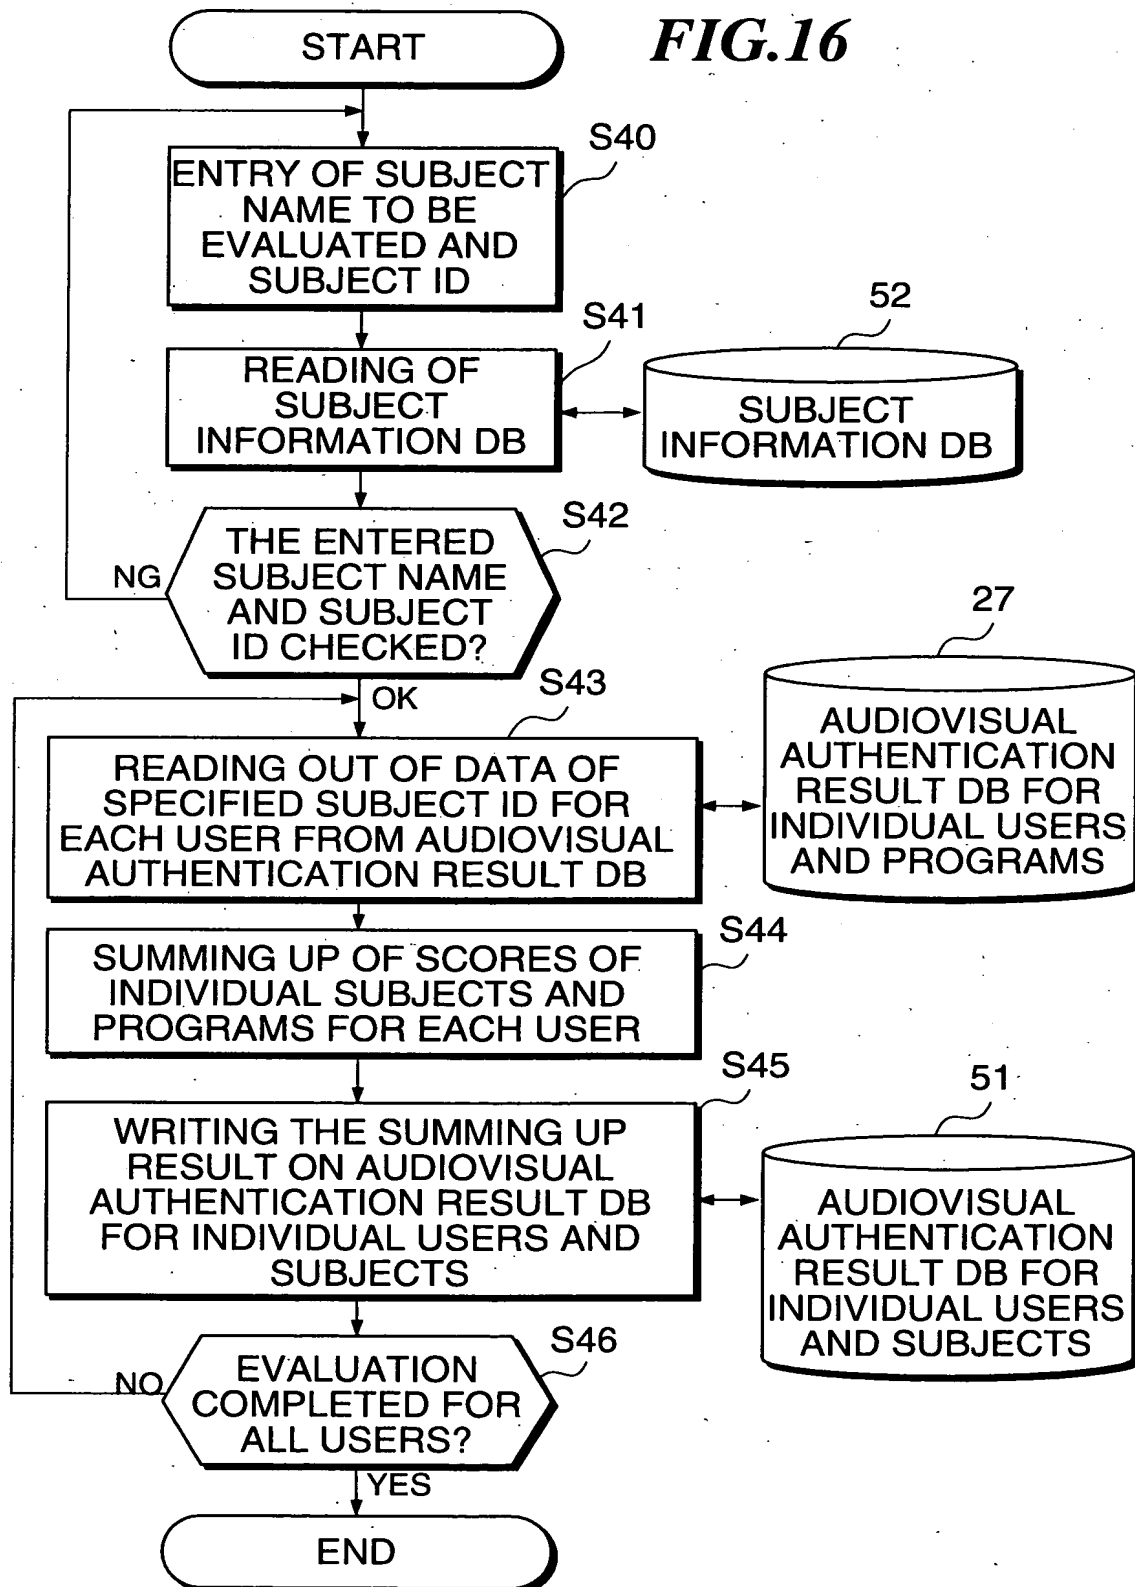 FIG.16
START
S40
ENTRY OF SUBJECT
NAME TO BE
EVALUATED AND
SUBJECT ID
S41
READING OF
SUBJECT
INFORMATION DB
52
SUBJECT
INFORMATION DB
S42
THE ENTERED
SUBJECT NAME
AND SUBJECT
ID CHECKED?
NG
OK
S43
READING OUT OF DATA OF
SPECIFIED SUBJECT ID FOR
EACH USER FROM AUDIOVISUAL
AUTHENTICATION RESULT DB
27
AUDIOVISUAL
AUTHENTICATION
RESULT DB FOR
INDIVIDUAL USERS
AND PROGRAMS
S44
SUMMING UP OF SCORES OF
INDIVIDUAL SUBJECTS AND
PROGRAMS FOR EACH USER
S45
WRITING THE SUMMING UP
RESULT ON AUDIOVISUAL
AUTHENTICATION RESULT DB
FOR INDIVIDUAL USERS AND
SUBJECTS
51
AUDIOVISUAL
AUTHENTICATION
RESULT DB FOR
INDIVIDUAL USERS
AND SUBJECTS
S46
EVALUATION
COMPLETED FOR
ALL USERS?
NO
YES
END